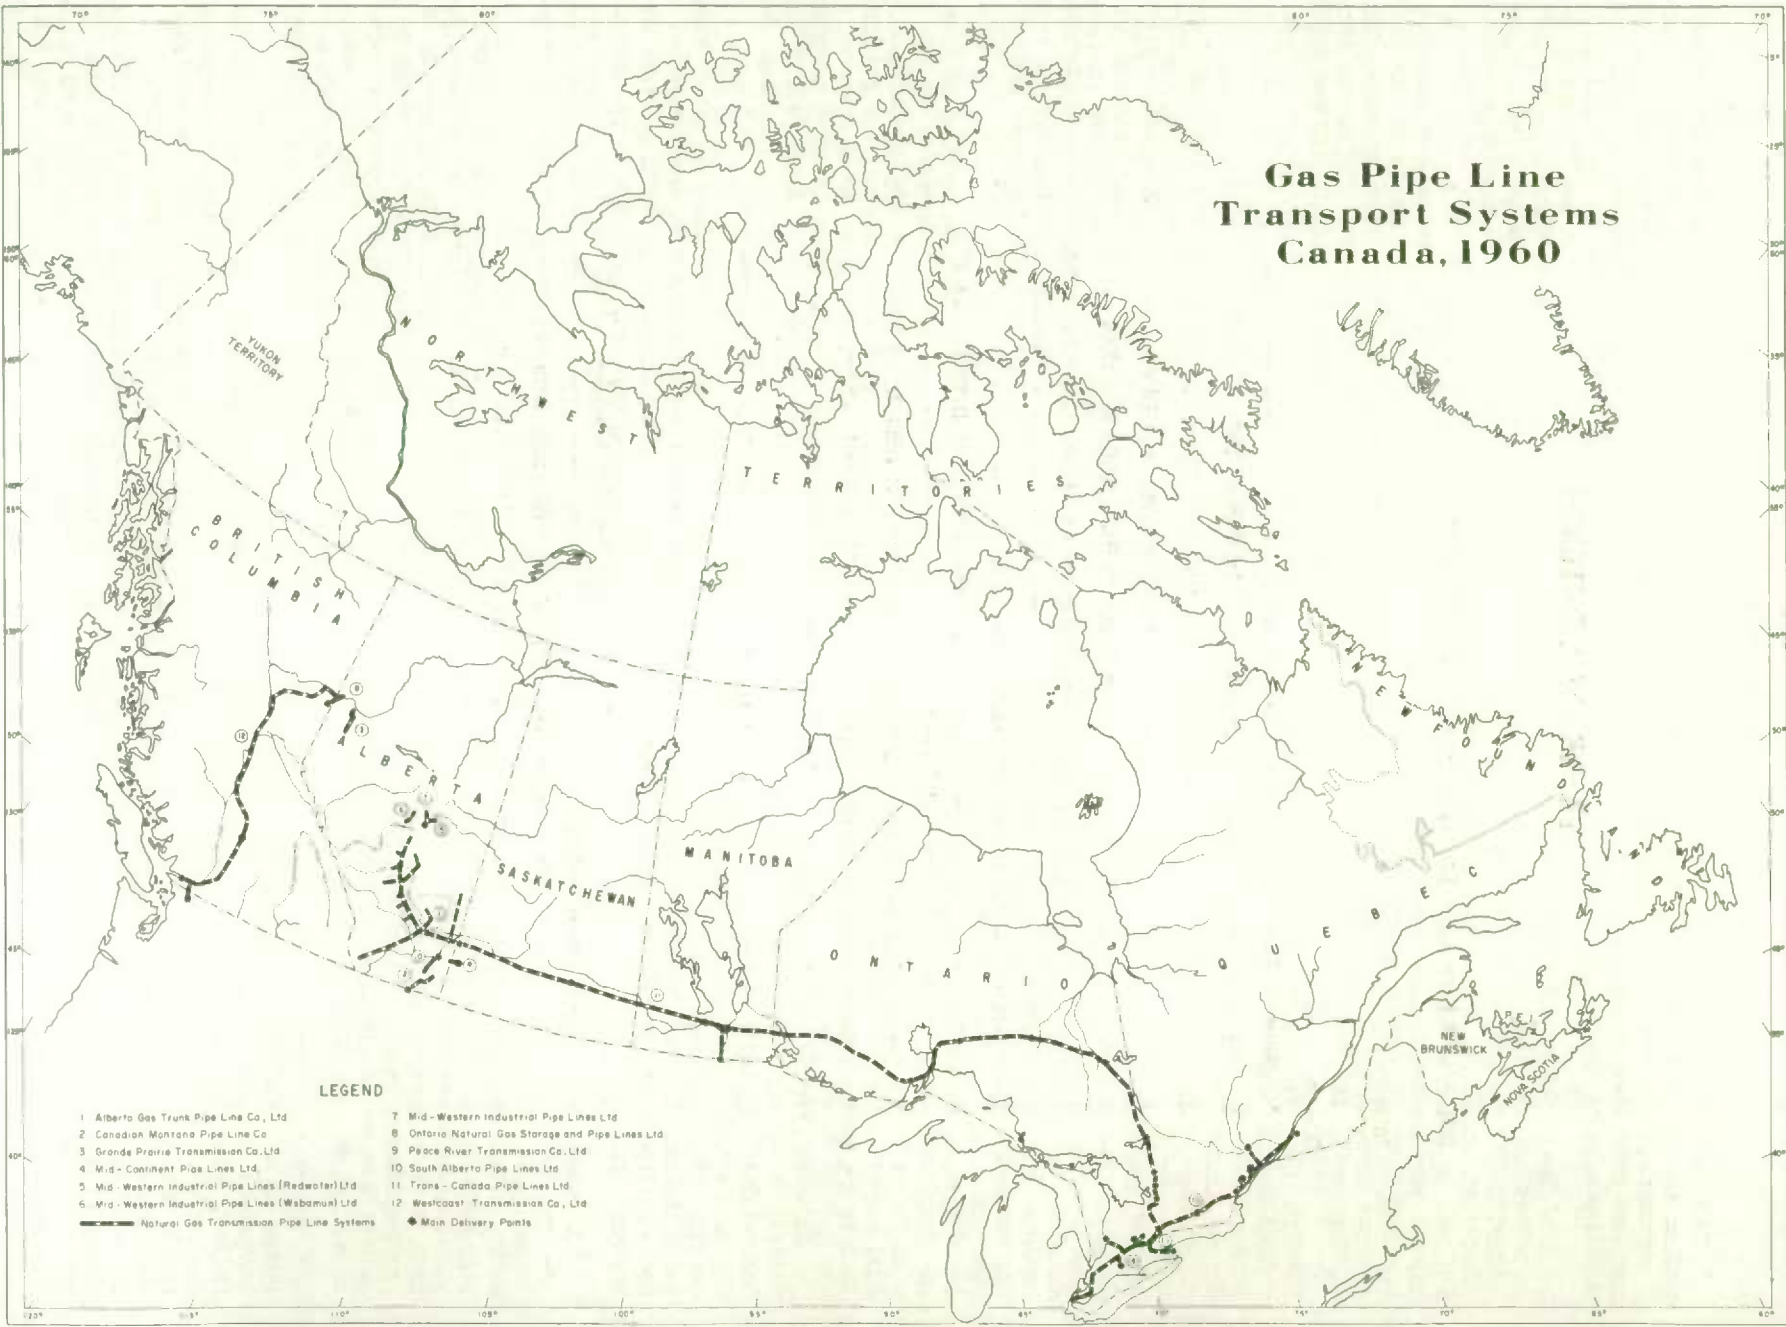 Gas Pipe Line
Transport Systems
Canada, 1960
YUKON
TERRITORY
NORTHWEST TERRITORIES
BRITISH
COLUMBIA
ALBERTA
SASKATCHEWAN
MANITOBA
ONTARIO
QUEBEC
NEWFOUNDLAND
P.E.I.
NEW
BRUNSWICK
NOVA SCOTIA
LEGEND
1 Alberta Gas Trunk Pipe Line Co., Ltd
2 Canadian Montana Pipe Line Co
3 Grande Prairie Transmission Co. Ltd
4 Mid-Continent Pipe Lines Ltd.
5 Mid-Western Industrial Pipe Lines (Redwater) Ltd
6 Mid-Western Industrial Pipe Lines (Wabamun) Ltd
7 Mid-Western Industrial Pipe Lines Ltd
8 Ontario Natural Gas Storage and Pipe Lines Ltd
9 Peace River Transmission Co. Ltd
10 South Alberta Pipe Lines Ltd
11 Trans-Canada Pipe Lines Ltd.
12 Westcoast Transmission Co., Ltd
Natural Gas Transmission Pipe Line Systems
Main Delivery Points